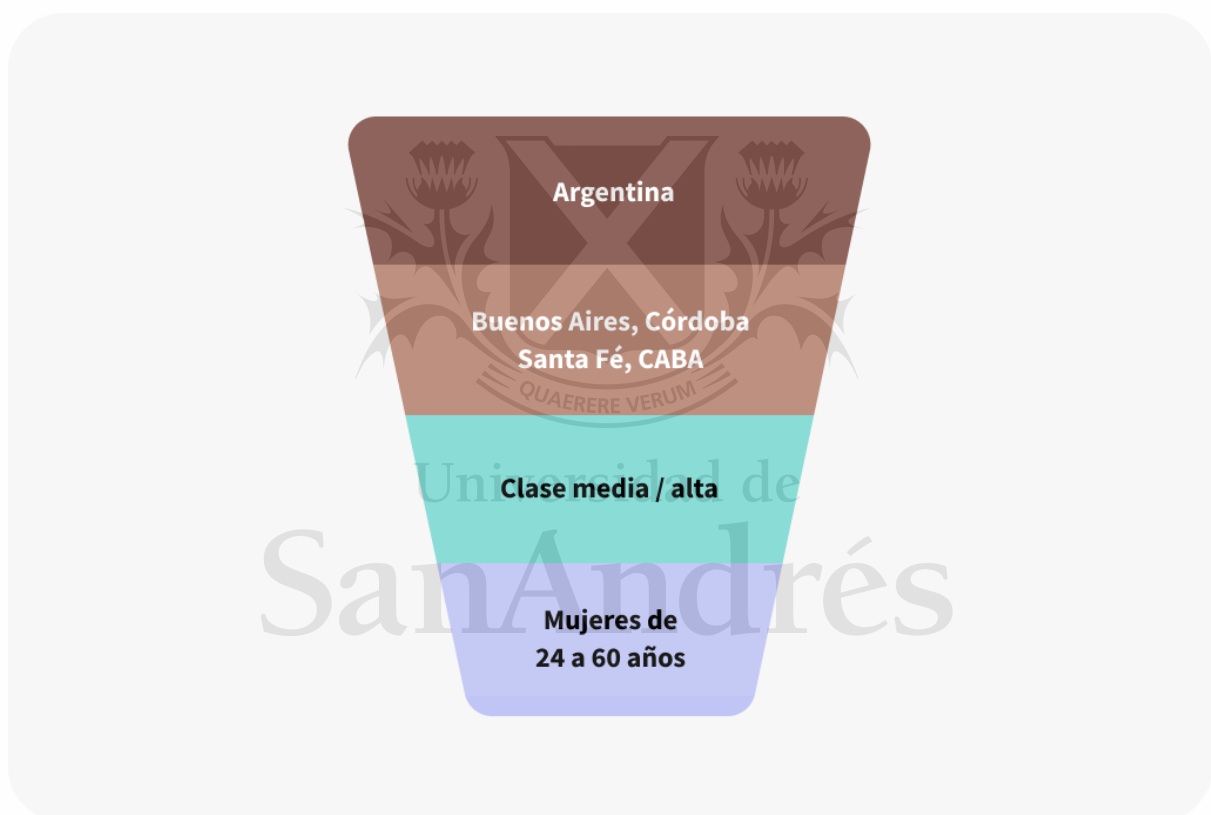 Argentina
Buenos Aires, Córdoba
Santa Fé, CABA
QUAERERE VERUM
Clase media / alta
Universidad de
SanAndrés
Mujeres de
24 a 60 años